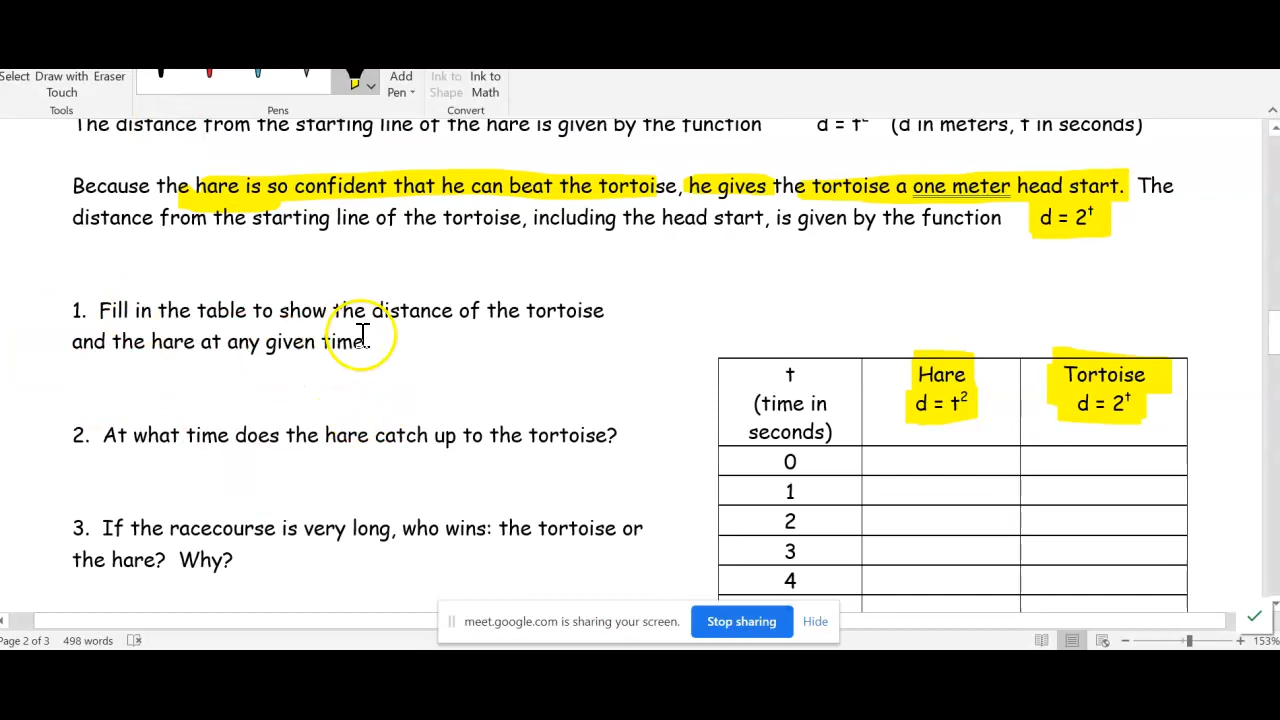 Select Draw with Eraser
Touch
Tools
Pens
Add
Pen
Ink to
Shape
Ink to
Math
Convert
The distance from the starting line of the hare is given by the function d = t² (d in meters, t in seconds)
Because the hare is so confident that he can beat the tortoise, he gives the tortoise a one meter head start. The
distance from the starting line of the tortoise, including the head start, is given by the function d = 2ᵗ
1. Fill in the table to show the distance of the tortoise
and the hare at any given time.
2. At what time does the hare catch up to the tortoise?
3. If the racecourse is very long, who wins: the tortoise or
the hare? Why?
t
(time in
seconds)
Hare
d = t²
Tortoise
d = 2ᵗ
0
1
2
3
4
meet.google.com is sharing your screen.
Stop sharing
Hide
Page 2 of 3 498 words
153%